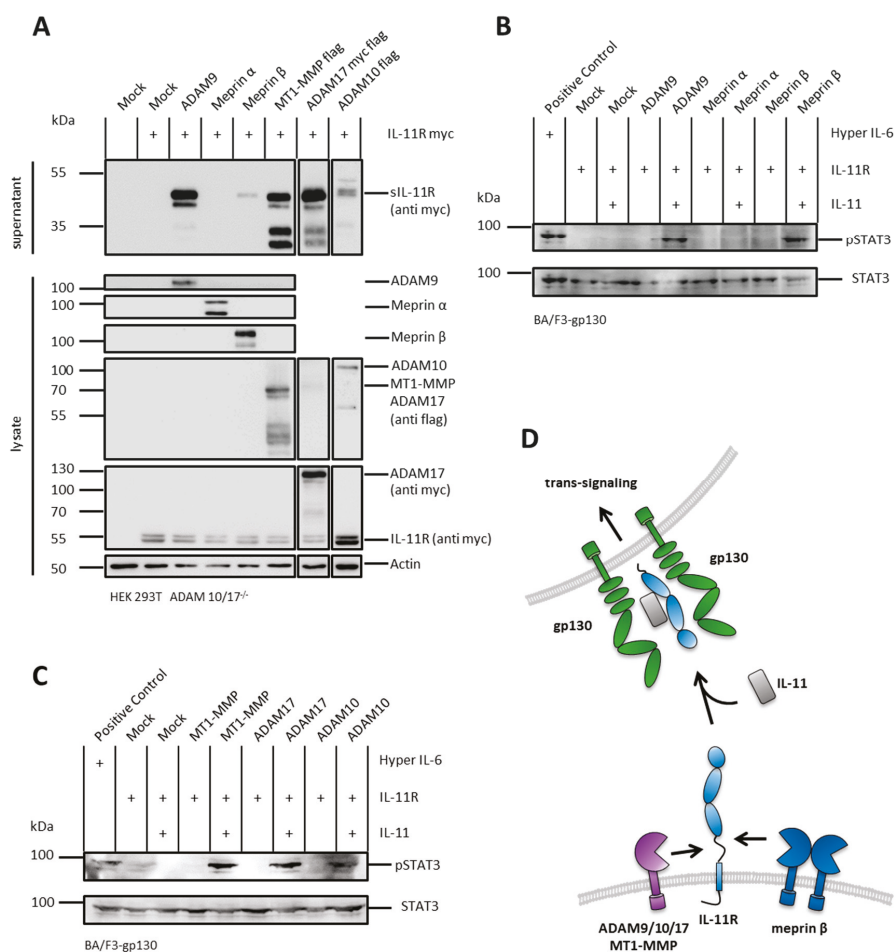 A
Mock
Mock
ADAM9
Meprin α
Meprin β
MT1-MMP flag
ADAM17 myc flag
ADAM10 flag
kDa
+ + + + + + + IL-11R myc
supernatant
55
35
sIL-11R
(anti myc)
lysate
100 ADAM9
100 Meprin α
100 Meprin β
100 ADAM10
70 MT1-MMP
ADAM17
55 (anti flag)
130 ADAM17
100 (anti myc)
70
55 IL-11R (anti myc)
50 Actin
HEK 293T ADAM 10/17-/-
B
Positive Control
Mock
Mock
ADAM9
ADAM9
Meprin α
Meprin α
Meprin β
Meprin β
+ Hyper IL-6
+ + + + + + + + IL-11R
kDa + + + + IL-11
100 pSTAT3
100 STAT3
BA/F3-gp130
C
Positive Control
Mock
Mock
MT1-MMP
MT1-MMP
ADAM17
ADAM17
ADAM10
ADAM10
+ Hyper IL-6
+ + + + + + + + IL-11R
kDa + + + + IL-11
100 pSTAT3
100 STAT3
BA/F3-gp130
D
trans-signaling
gp130
gp130
IL-11
ADAM9/10/17
MT1-MMP
IL-11R
meprin β